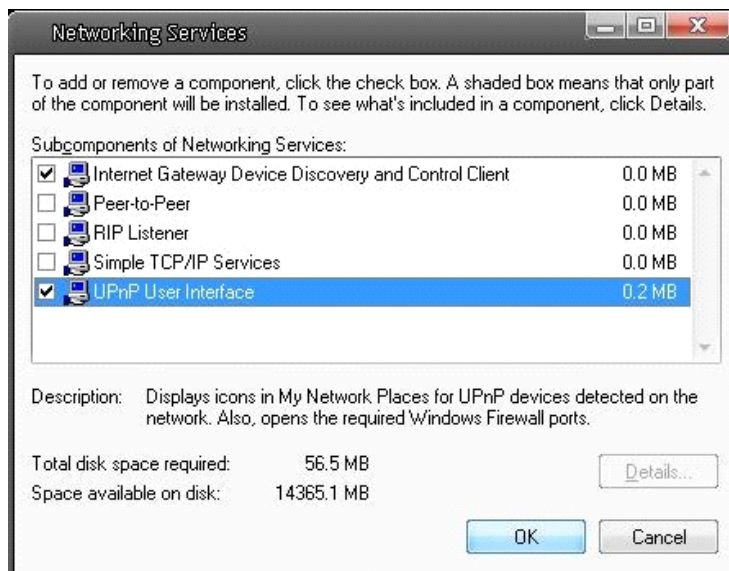 Networking Services
To add or remove a component, click the check box. A shaded box means that only part
of the component will be installed. To see what's included in a component, click Details.
Subcomponents of Networking Services:
Internet Gateway Device Discovery and Control Client 0.0 MB
Peer-to-Peer 0.0 MB
RIP Listener 0.0 MB
Simple TCP/IP Services 0.0 MB
UPnP User Interface 0.2 MB
Description: Displays icons in My Network Places for UPnP devices detected on the
network. Also, opens the required Windows Firewall ports.
Total disk space required: 56.5 MB
Details...
Space available on disk: 14365.1 MB
OK Cancel